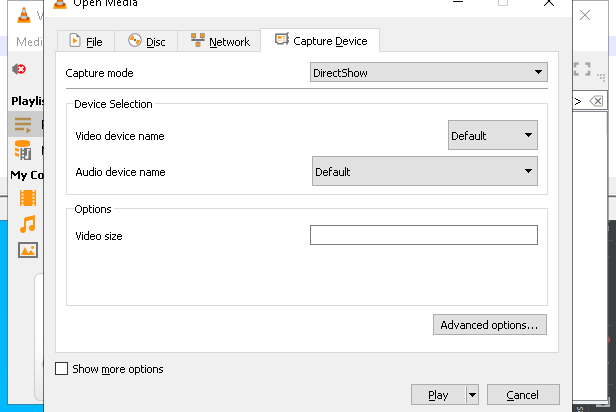 Open Media
Medi
File
Disc
Network
Capture Device
Capture mode
DirectShow
Playlis
Device Selection
Video device name
Default
Audio device name
Default
My Co
Options
Video size
Advanced options...
Show more options
Play
Cancel